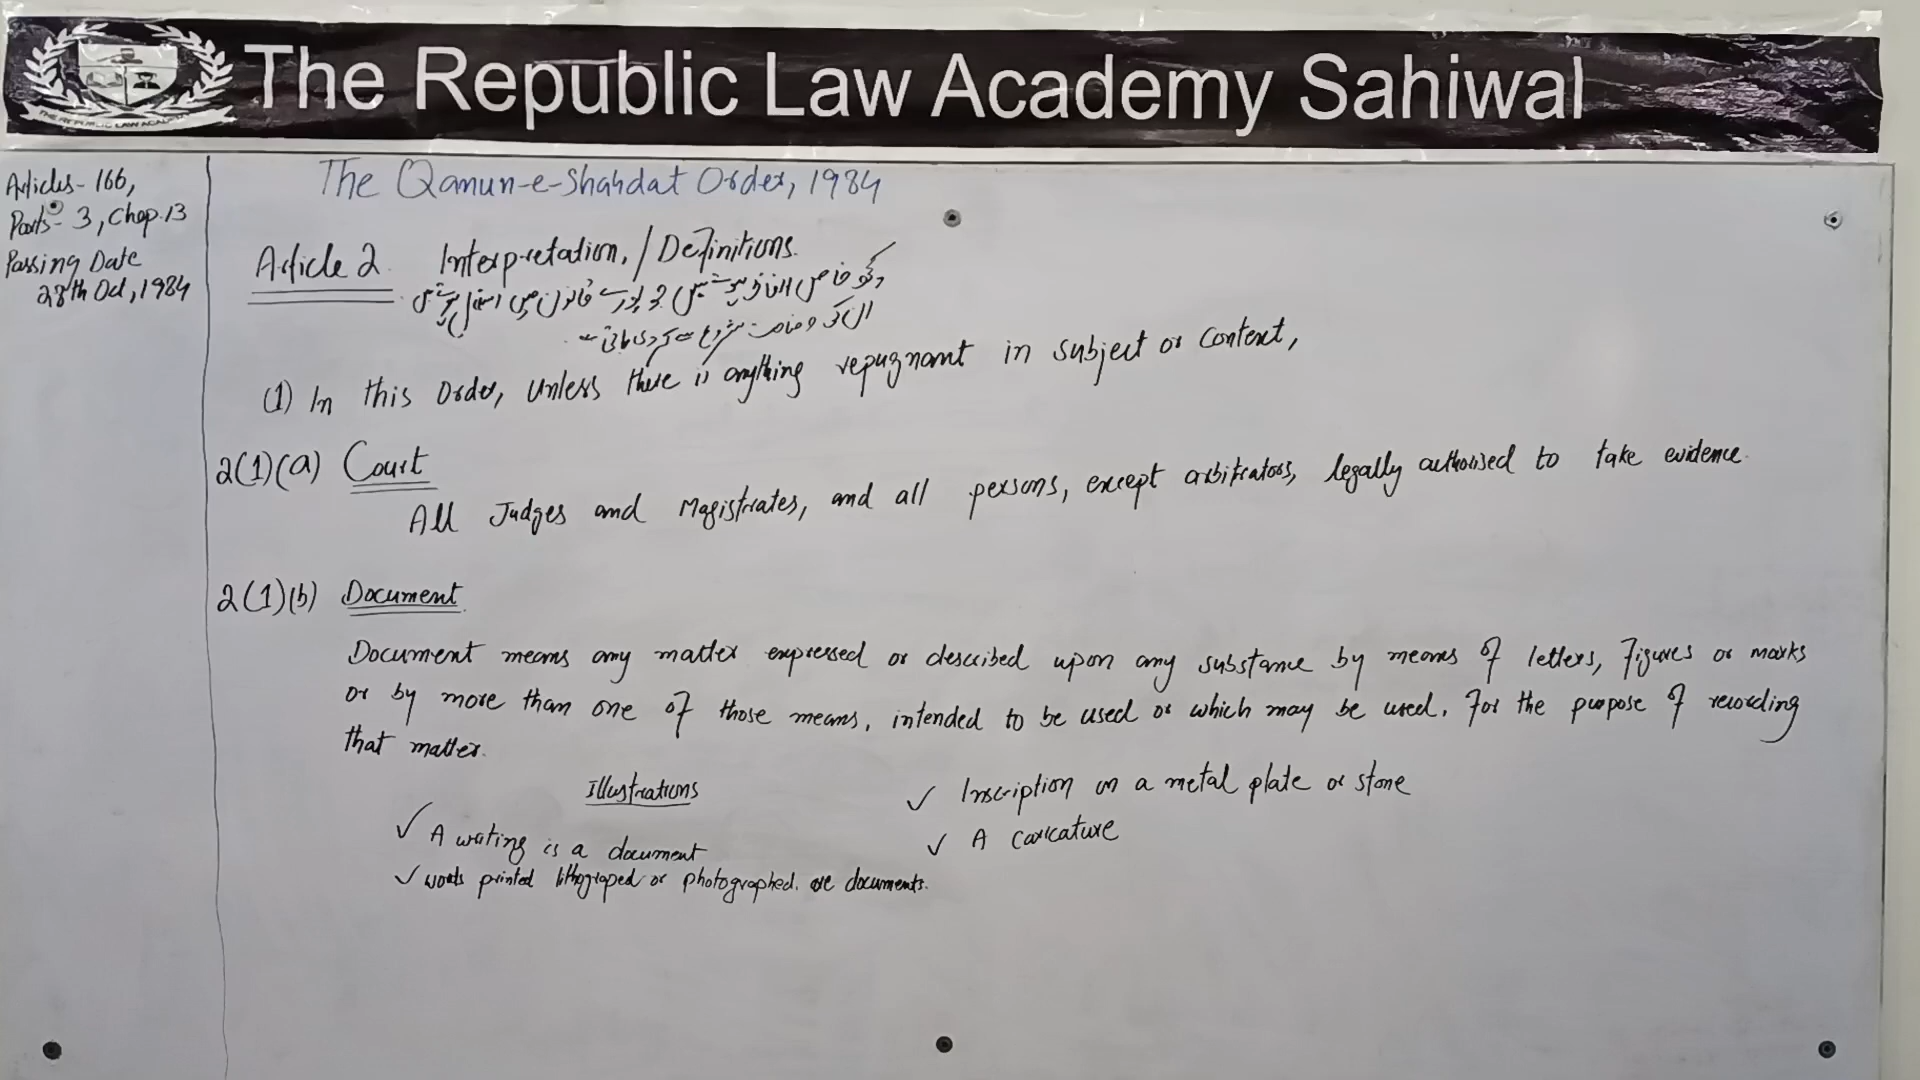 The Republic Law Academy Sahiwal
THE REPUBLIC LAW ACADEMY
Articles- 166,
Parts- 3, Chap. 13
Passing Date
28th Oct, 1984
The Qanun-e-Shahdat Order, 1984
Article 2. Interpretation. / Definitions.
(1) In this Order, unless there is anything repugnant in subject or context,
2(1)(a) Court
All Judges and Magistrates, and all persons, except arbitrators, legally authorised to take evidence.
2(1)(b) Document.
Document means any matter expressed or described upon any substance by means of letters, figures or marks
or by more than one of those means, intended to be used or which may be used, for the purpose of recording
that matter.
Illustrations
✓ A writing is a document
✓ words printed lithograped or photographed. are documents.
✓ Inscription on a metal plate or stone
✓ A caricature